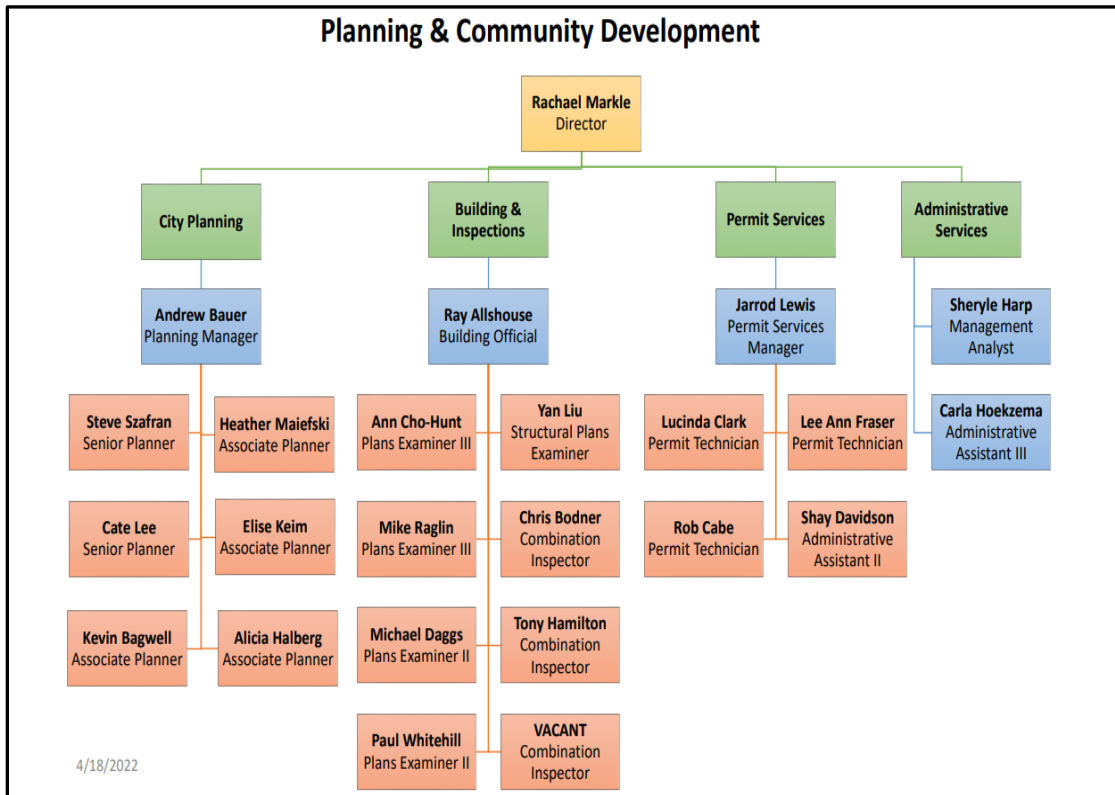 Planning & Community Development
Rachael Markle
Director
City Planning
Building &
Inspections
Permit Services
Administrative
Services
Andrew Bauer
Planning Manager
Ray Allshouse
Building Official
Jarrod Lewis
Permit Services
Manager
Sheryle Harp
Management
Analyst
Steve Szafran
Senior Planner
Heather Maiefski
Associate Planner
Ann Cho-Hunt
Plans Examiner III
Yan Liu
Structural Plans
Examiner
Lucinda Clark
Permit Technician
Lee Ann Fraser
Permit Technician
Carla Hoekzema
Administrative
Assistant III
Cate Lee
Senior Planner
Elise Keim
Associate Planner
Mike Raglin
Plans Examiner III
Chris Bodner
Combination
Inspector
Rob Cabe
Permit Technician
Shay Davidson
Administrative
Assistant II
Kevin Bagwell
Associate Planner
Alicia Halberg
Associate Planner
Michael Daggs
Plans Examiner II
Tony Hamilton
Combination
Inspector
Paul Whitehill
Plans Examiner II
VACANT
Combination
Inspector
4/18/2022